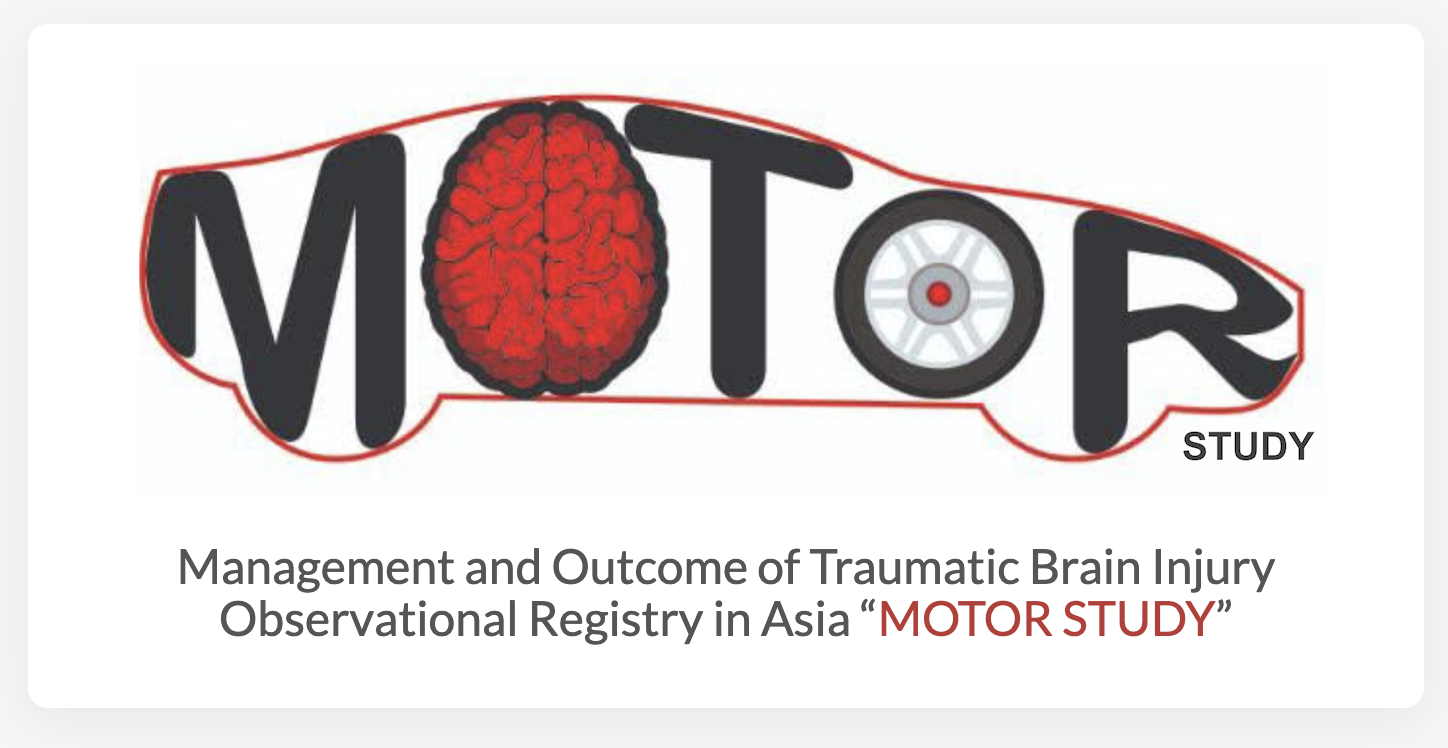 MOTOR
STUDY
Management and Outcome of Traumatic Brain Injury
Observational Registry in Asia “MOTOR STUDY”